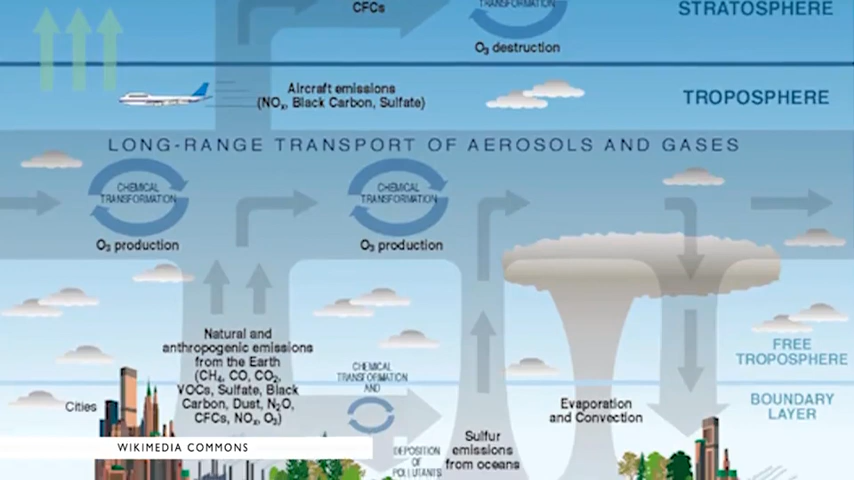 CFCs
TRANSFORMATION
STRATOSPHERE
O₃ destruction
Aircraft emissions
(NOₓ, Black Carbon, Sulfate)
TROPOSPHERE
LONG-RANGE TRANSPORT OF AEROSOLS AND GASES
CHEMICAL
TRANSFORMATION
O₃ production
CHEMICAL
TRANSFORMATION
O₃ production
Natural and
anthropogenic emissions
from the Earth
(CH₄, CO, CO₂,
VOCs, Sulfate, Black
Carbon, Dust, N₂O,
CFCs, NOₓ, O₃)
CHEMICAL
TRANSFORMATION
AND
FREE
TROPOSPHERE
Cities
Evaporation
and Convection
BOUNDARY
LAYER
Sulfur
emissions
from oceans
DEPOSITION
OF
POLLUTANTS
WIKIMEDIA COMMONS